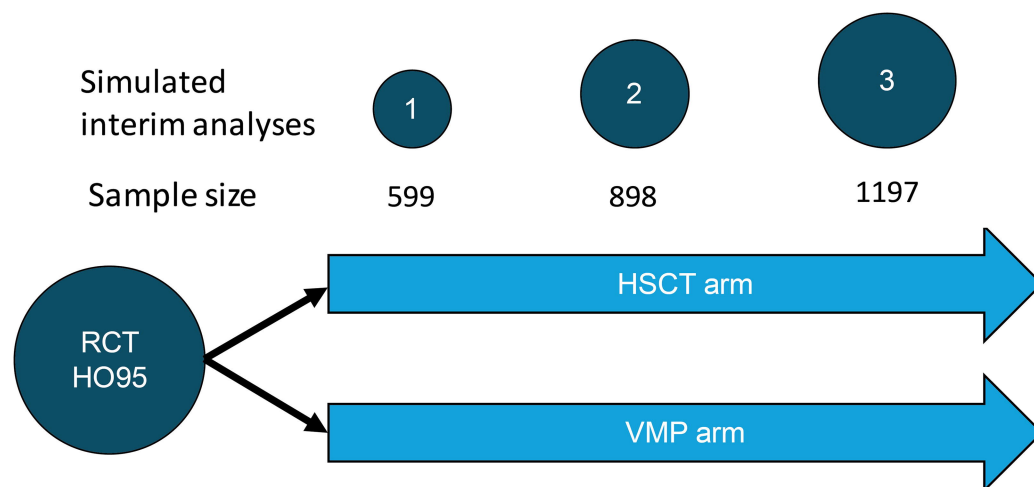 Simulated
interim analyses
1
2
3
Sample size
599
898
1197
RCT
HO95
HSCT arm
VMP arm